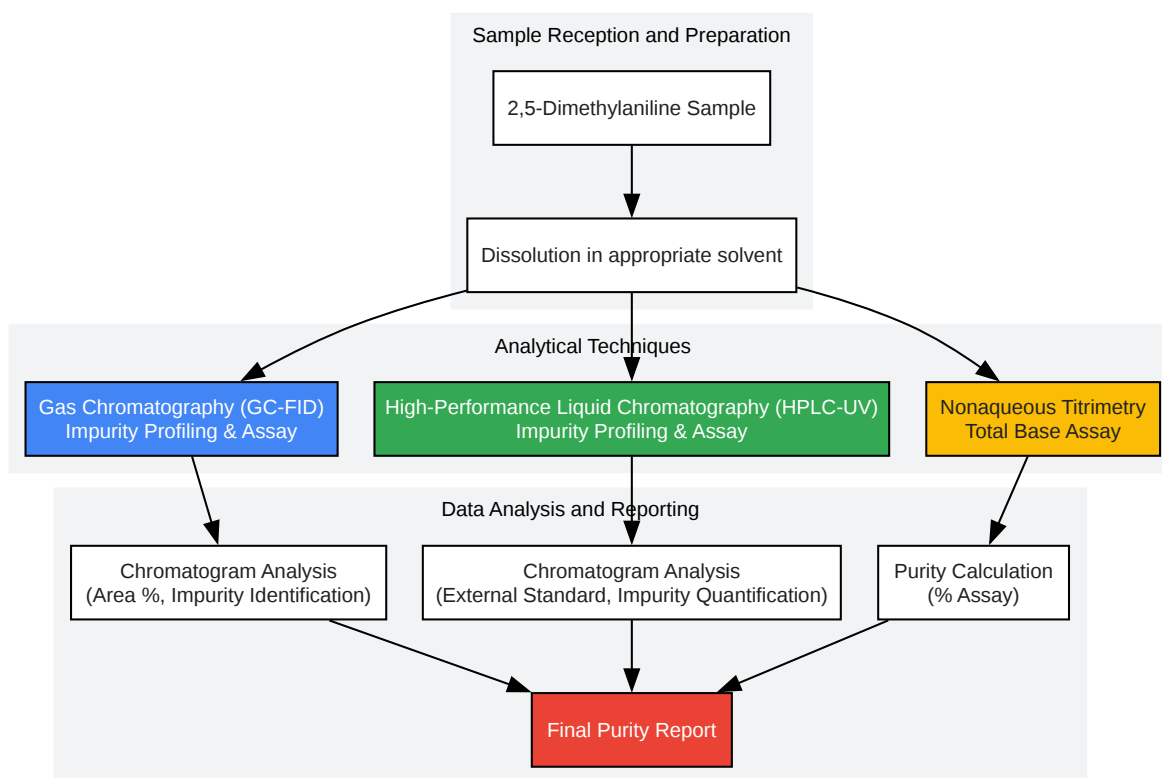 Sample Reception and Preparation
2,5-Dimethylaniline Sample
Dissolution in appropriate solvent
Analytical Techniques
Gas Chromatography (GC-FID)
Impurity Profiling & Assay
High-Performance Liquid Chromatography (HPLC-UV)
Impurity Profiling & Assay
Nonaqueous Titrimetry
Total Base Assay
Data Analysis and Reporting
Chromatogram Analysis
(Area %, Impurity Identification)
Chromatogram Analysis
(External Standard, Impurity Quantification)
Purity Calculation
(% Assay)
Final Purity Report